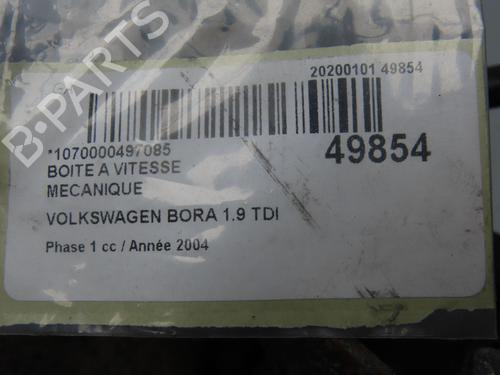 20200101 49854
*1070000497085
49854
BOITE A VITESSE
MECANIQUE
VOLKSWAGEN BORA 1.9 TDI
Phase 1 cc / Année 2004
B-PARTS